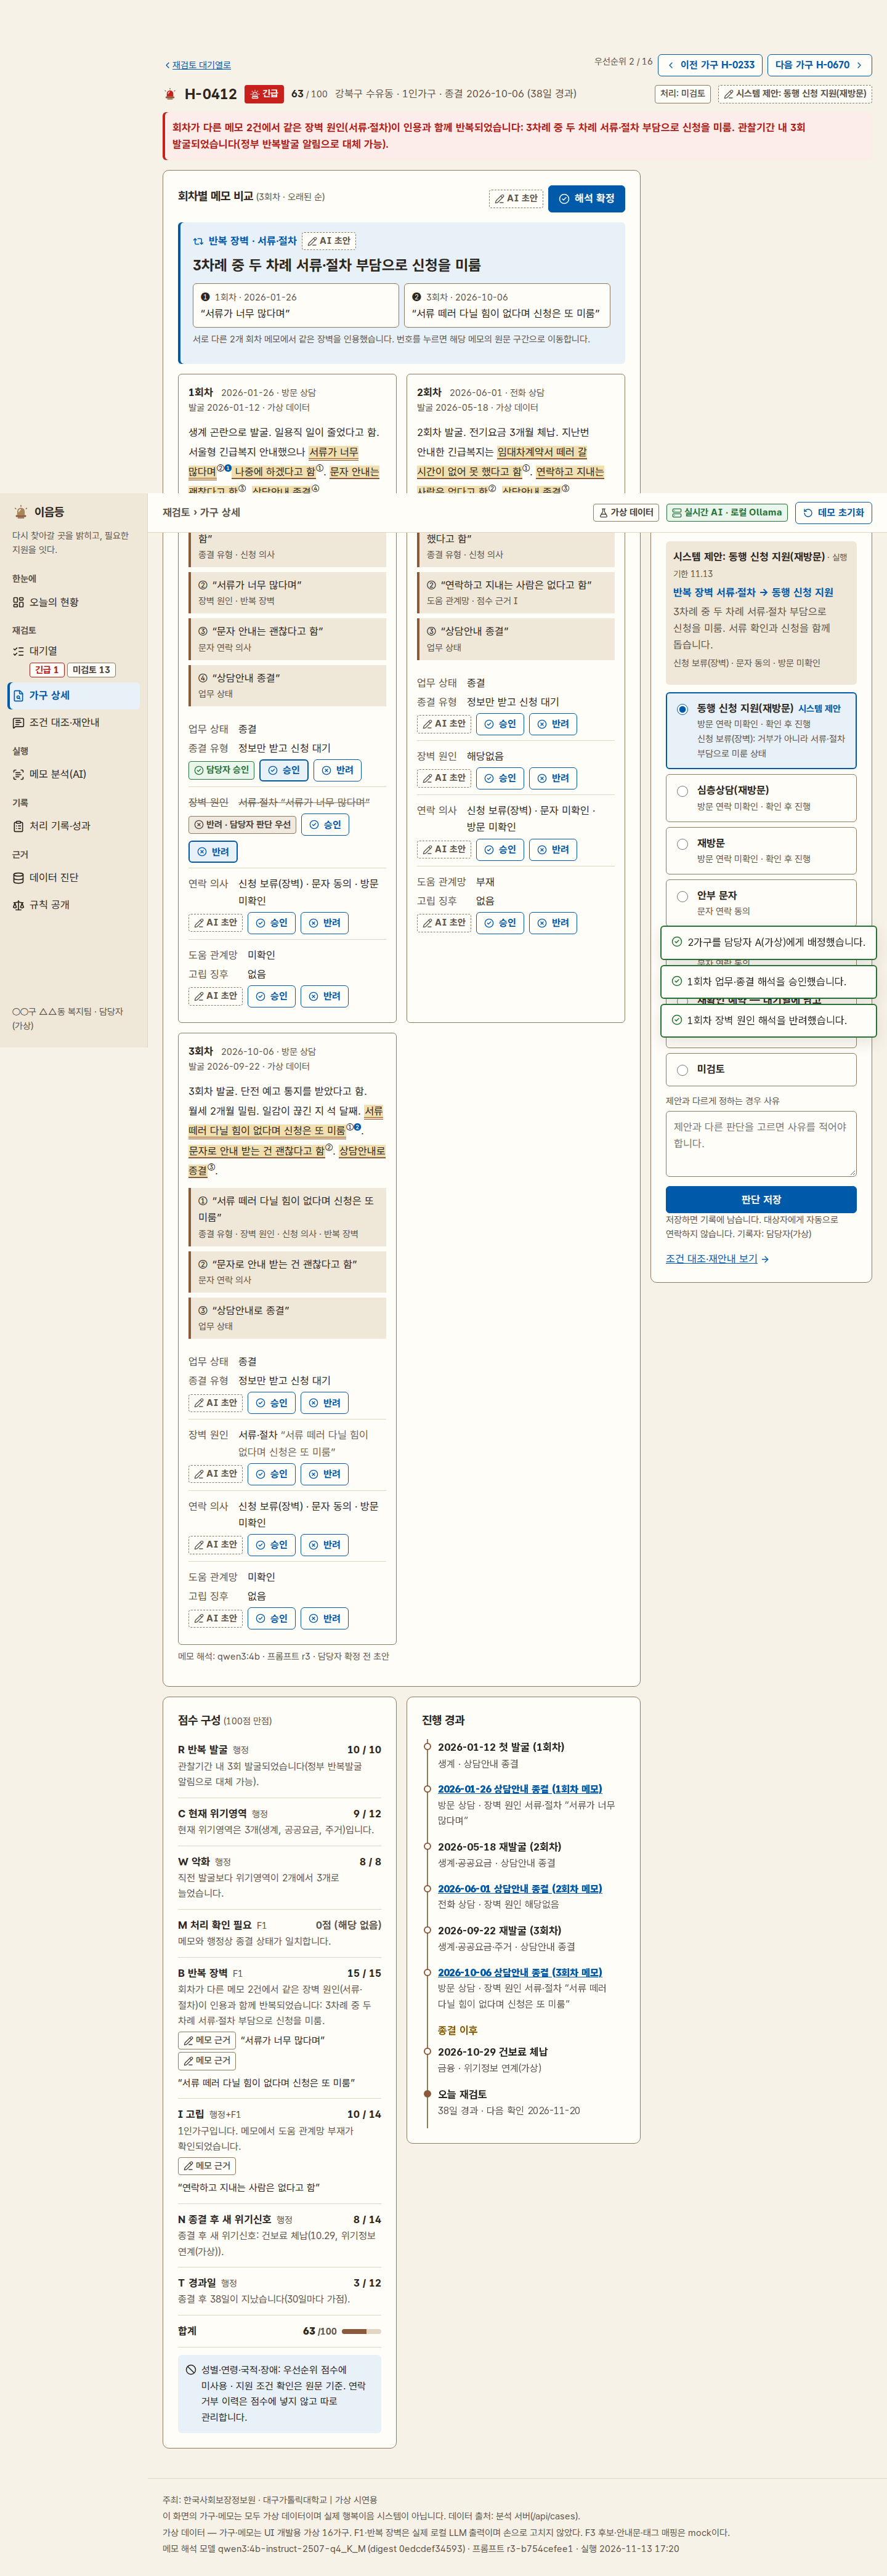 재검토 대기열로
우선순위 2 / 16
이전 가구 H-0233
다음 가구 H-0670
H-0412 긴급 63 / 100 강북구 수유동 · 1인가구 · 종결 2026-10-06 (38일 경과)
처리: 미검토
시스템 제안: 동행 신청 지원(재방문)
회차가 다른 메모 2건에서 같은 장벽 원인(서류·절차)이 인용과 함께 반복되었습니다: 3차례 중 두 차례 서류·절차 부담으로 신청을 미룸. 관찰기간 내 3회
발굴되었습니다(정부 반복발굴 알림으로 대체 가능).
회차별 메모 비교 (3회차 · 오래된 순)
AI 초안
해석 확정
반복 장벽 · 서류·절차 AI 초안
3차례 중 두 차례 서류·절차 부담으로 신청을 미룸
❶ 1회차 · 2026-01-26
“서류가 너무 많다며”
❷ 3회차 · 2026-10-06
“서류 떼러 다닐 힘이 없다며 신청은 또 미룸”
서로 다른 2개 회차 메모에서 같은 장벽을 인용했습니다. 번호를 누르면 해당 메모의 원문 구간으로 이동합니다.
1회차 2026-01-26 · 방문 상담
발굴 2026-01-12 · 가상 데이터
생계 곤란으로 발굴. 일용직 일이 줄었다고 함.
서울형 긴급복지 안내했으나 서류가 너무
많다며②❶ 나중에 하겠다고 함①. 문자 안내는
괜찮다고 함③. 상담안내 종결④
2회차 2026-06-01 · 전화 상담
발굴 2026-05-18 · 가상 데이터
2회차 발굴. 전기요금 3개월 체납. 지난번
안내한 긴급복지는 임대차계약서 떼러 갈
시간이 없어 못 했다고 함①. 연락하고 지내는
사람은 없다고 함②. 상담안내 종결③
이음등
다시 찾아갈 곳을 밝히고, 필요한
지원을 잇다.
한눈에
오늘의 현황
재검토
대기열
긴급 1 미검토 13
가구 상세
조건 대조·재안내
실행
메모 분석(AI)
기록
처리 기록·성과
근거
데이터 진단
규칙 공개
○○구 △△동 복지팀 · 담당자
(가상)
재검토 › 가구 상세
가상 데이터
실시간 AI · 로컬 Ollama
데모 초기화
함”
종결 유형 · 신청 의사
② “서류가 너무 많다며”
장벽 원인 · 반복 장벽
③ “문자 안내는 괜찮다고 함”
문자 연락 의사
④ “상담안내 종결”
업무 상태
업무 상태 종결
종결 유형 정보만 받고 신청 대기
담당자 승인 승인 반려
장벽 원인 서류·절차 “서류가 너무 많다며”
반려 · 담당자 판단 우선 승인
반려
연락 의사 신청 보류(장벽) · 문자 동의 · 방문
미확인
AI 초안 승인 반려
도움 관계망 미확인
고립 징후 없음
AI 초안 승인 반려
했다고 함”
종결 유형 · 신청 의사
② “연락하고 지내는 사람은 없다고 함”
도움 관계망 · 점수 근거 I
③ “상담안내 종결”
업무 상태
업무 상태 종결
종결 유형 정보만 받고 신청 대기
AI 초안 승인 반려
장벽 원인 해당없음
AI 초안 승인 반려
연락 의사 신청 보류(장벽) · 문자 미확인 ·
방문 미확인
AI 초안 승인 반려
도움 관계망 부재
고립 징후 없음
AI 초안 승인 반려
시스템 제안: 동행 신청 지원(재방문) · 실행
기한 11.13
반복 장벽 서류·절차 → 동행 신청 지원
3차례 중 두 차례 서류·절차 부담으로
신청을 미룸. 서류 확인과 신청을 함께
돕습니다.
신청 보류(장벽) · 문자 동의 · 방문 미확인
동행 신청 지원(재방문) 시스템 제안
방문 연락 미확인 · 확인 후 진행
신청 보류(장벽): 거부가 아니라 서류·절차
부담으로 미룬 상태
심층상담(재방문)
방문 연락 미확인 · 확인 후 진행
재방문
방문 연락 미확인 · 확인 후 진행
안부 문자
문자 연락 동의
2가구를 담당자 A(가상)에게 배정했습니다.
1회차 업무·종결 해석을 승인했습니다.
1회차 장벽 원인 해석을 반려했습니다.
미검토
제안과 다르게 정하는 경우 사유
제안과 다른 판단을 고르면 사유를 적어야
합니다.
판단 저장
저장하면 기록에 남습니다. 대상자에게 자동으로
연락하지 않습니다. 기록자: 담당자(가상)
조건 대조·재안내 보기 →
3회차 2026-10-06 · 방문 상담
발굴 2026-09-22 · 가상 데이터
3회차 발굴. 단전 예고 통지를 받았다고 함.
월세 2개월 밀림. 일감이 끊긴 지 석 달째. 서류
떼러 다닐 힘이 없다며 신청은 또 미룸①❷.
문자로 안내 받는 건 괜찮다고 함②. 상담안내로
종결③.
① “서류 떼러 다닐 힘이 없다며 신청은 또
미룸”
종결 유형 · 장벽 원인 · 신청 의사 · 반복 장벽
② “문자로 안내 받는 건 괜찮다고 함”
문자 연락 의사
③ “상담안내로 종결”
업무 상태
업무 상태 종결
종결 유형 정보만 받고 신청 대기
AI 초안 승인 반려
장벽 원인 서류·절차 “서류 떼러 다닐 힘이
없다며 신청은 또 미룸”
AI 초안 승인 반려
연락 의사 신청 보류(장벽) · 문자 동의 · 방문
미확인
AI 초안 승인 반려
도움 관계망 미확인
고립 징후 없음
AI 초안 승인 반려
메모 해석: qwen3:4b · 프롬프트 r3 · 담당자 확정 전 초안
점수 구성 (100점 만점)
R 반복 발굴 행정 10 / 10
관찰기간 내 3회 발굴되었습니다(정부 반복발굴
알림으로 대체 가능).
C 현재 위기영역 행정 9 / 12
현재 위기영역은 3개(생계, 공공요금, 주거)입니다.
W 악화 행정 8 / 8
직전 발굴보다 위기영역이 2개에서 3개로
늘었습니다.
M 처리 확인 필요 F1 0점 (해당 없음)
메모와 행정상 종결 상태가 일치합니다.
B 반복 장벽 F1 15 / 15
회차가 다른 메모 2건에서 같은 장벽 원인(서류·
절차)이 인용과 함께 반복되었습니다: 3차례 중 두
차례 서류·절차 부담으로 신청을 미룸.
메모 근거 “서류가 너무 많다며”
메모 근거
“서류 떼러 다닐 힘이 없다며 신청은 또 미룸”
I 고립 행정+F1 10 / 14
1인가구입니다. 메모에서 도움 관계망 부재가
확인되었습니다.
메모 근거
“연락하고 지내는 사람은 없다고 함”
N 종결 후 새 위기신호 행정 8 / 14
종결 후 새 위기신호: 건보료 체납(10.29, 위기정보
연계(가상)).
T 경과일 행정 3 / 12
종결 후 38일이 지났습니다(30일마다 가점).
합계 63 /100
성별·연령·국적·장애: 우선순위 점수에
미사용 · 지원 조건 확인은 원문 기준. 연락
거부 이력은 점수에 넣지 않고 따로
관리합니다.
진행 경과
2026-01-12 첫 발굴 (1회차)
생계 · 상담안내 종결
2026-01-26 상담안내 종결 (1회차 메모)
방문 상담 · 장벽 원인 서류·절차 “서류가 너무
많다며”
2026-05-18 재발굴 (2회차)
생계·공공요금 · 상담안내 종결
2026-06-01 상담안내 종결 (2회차 메모)
전화 상담 · 장벽 원인 해당없음
2026-09-22 재발굴 (3회차)
생계·공공요금·주거 · 상담안내 종결
2026-10-06 상담안내 종결 (3회차 메모)
방문 상담 · 장벽 원인 서류·절차 “서류 떼러
다닐 힘이 없다며 신청은 또 미룸”
종결 이후
2026-10-29 건보료 체납
금융 · 위기정보 연계(가상)
오늘 재검토
38일 경과 · 다음 확인 2026-11-20
주최: 한국사회보장정보원 · 대구가톨릭대학교 | 가상 시연용
이 화면의 가구·메모는 모두 가상 데이터이며 실제 행복이음 시스템이 아닙니다. 데이터 출처: 분석 서버(/api/cases).
가상 데이터 — 가구·메모는 UI 개발용 가상 16가구. F1·반복 장벽은 실제 로컬 LLM 출력이며 손으로 고치지 않았다. F3 후보·안내문·태그 매핑은 mock이다.
메모 해석 모델 qwen3:4b-instruct-2507-q4_K_M (digest 0edcdef34593) · 프롬프트 r3-b754cefee1 · 실행 2026-11-13 17:20